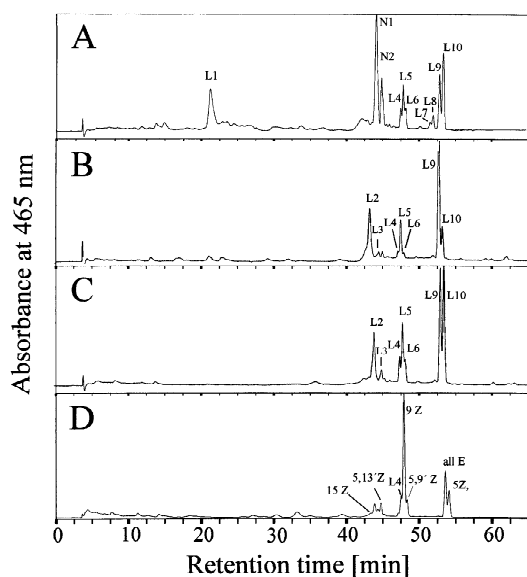 Absorbance at 465 nm
A
L1
N1
N2
L4
L5
L6
L7
L8
L9
L10
B
L2
L3
L4
L5
L6
L9
L10
C
L2
L3
L4
L5
L6
L9
L10
D
15 Z
5,13´Z
L4
9 Z
5,9´ Z
all E
5Z,
0 10 20 30 40 50 60
Retention time [min]